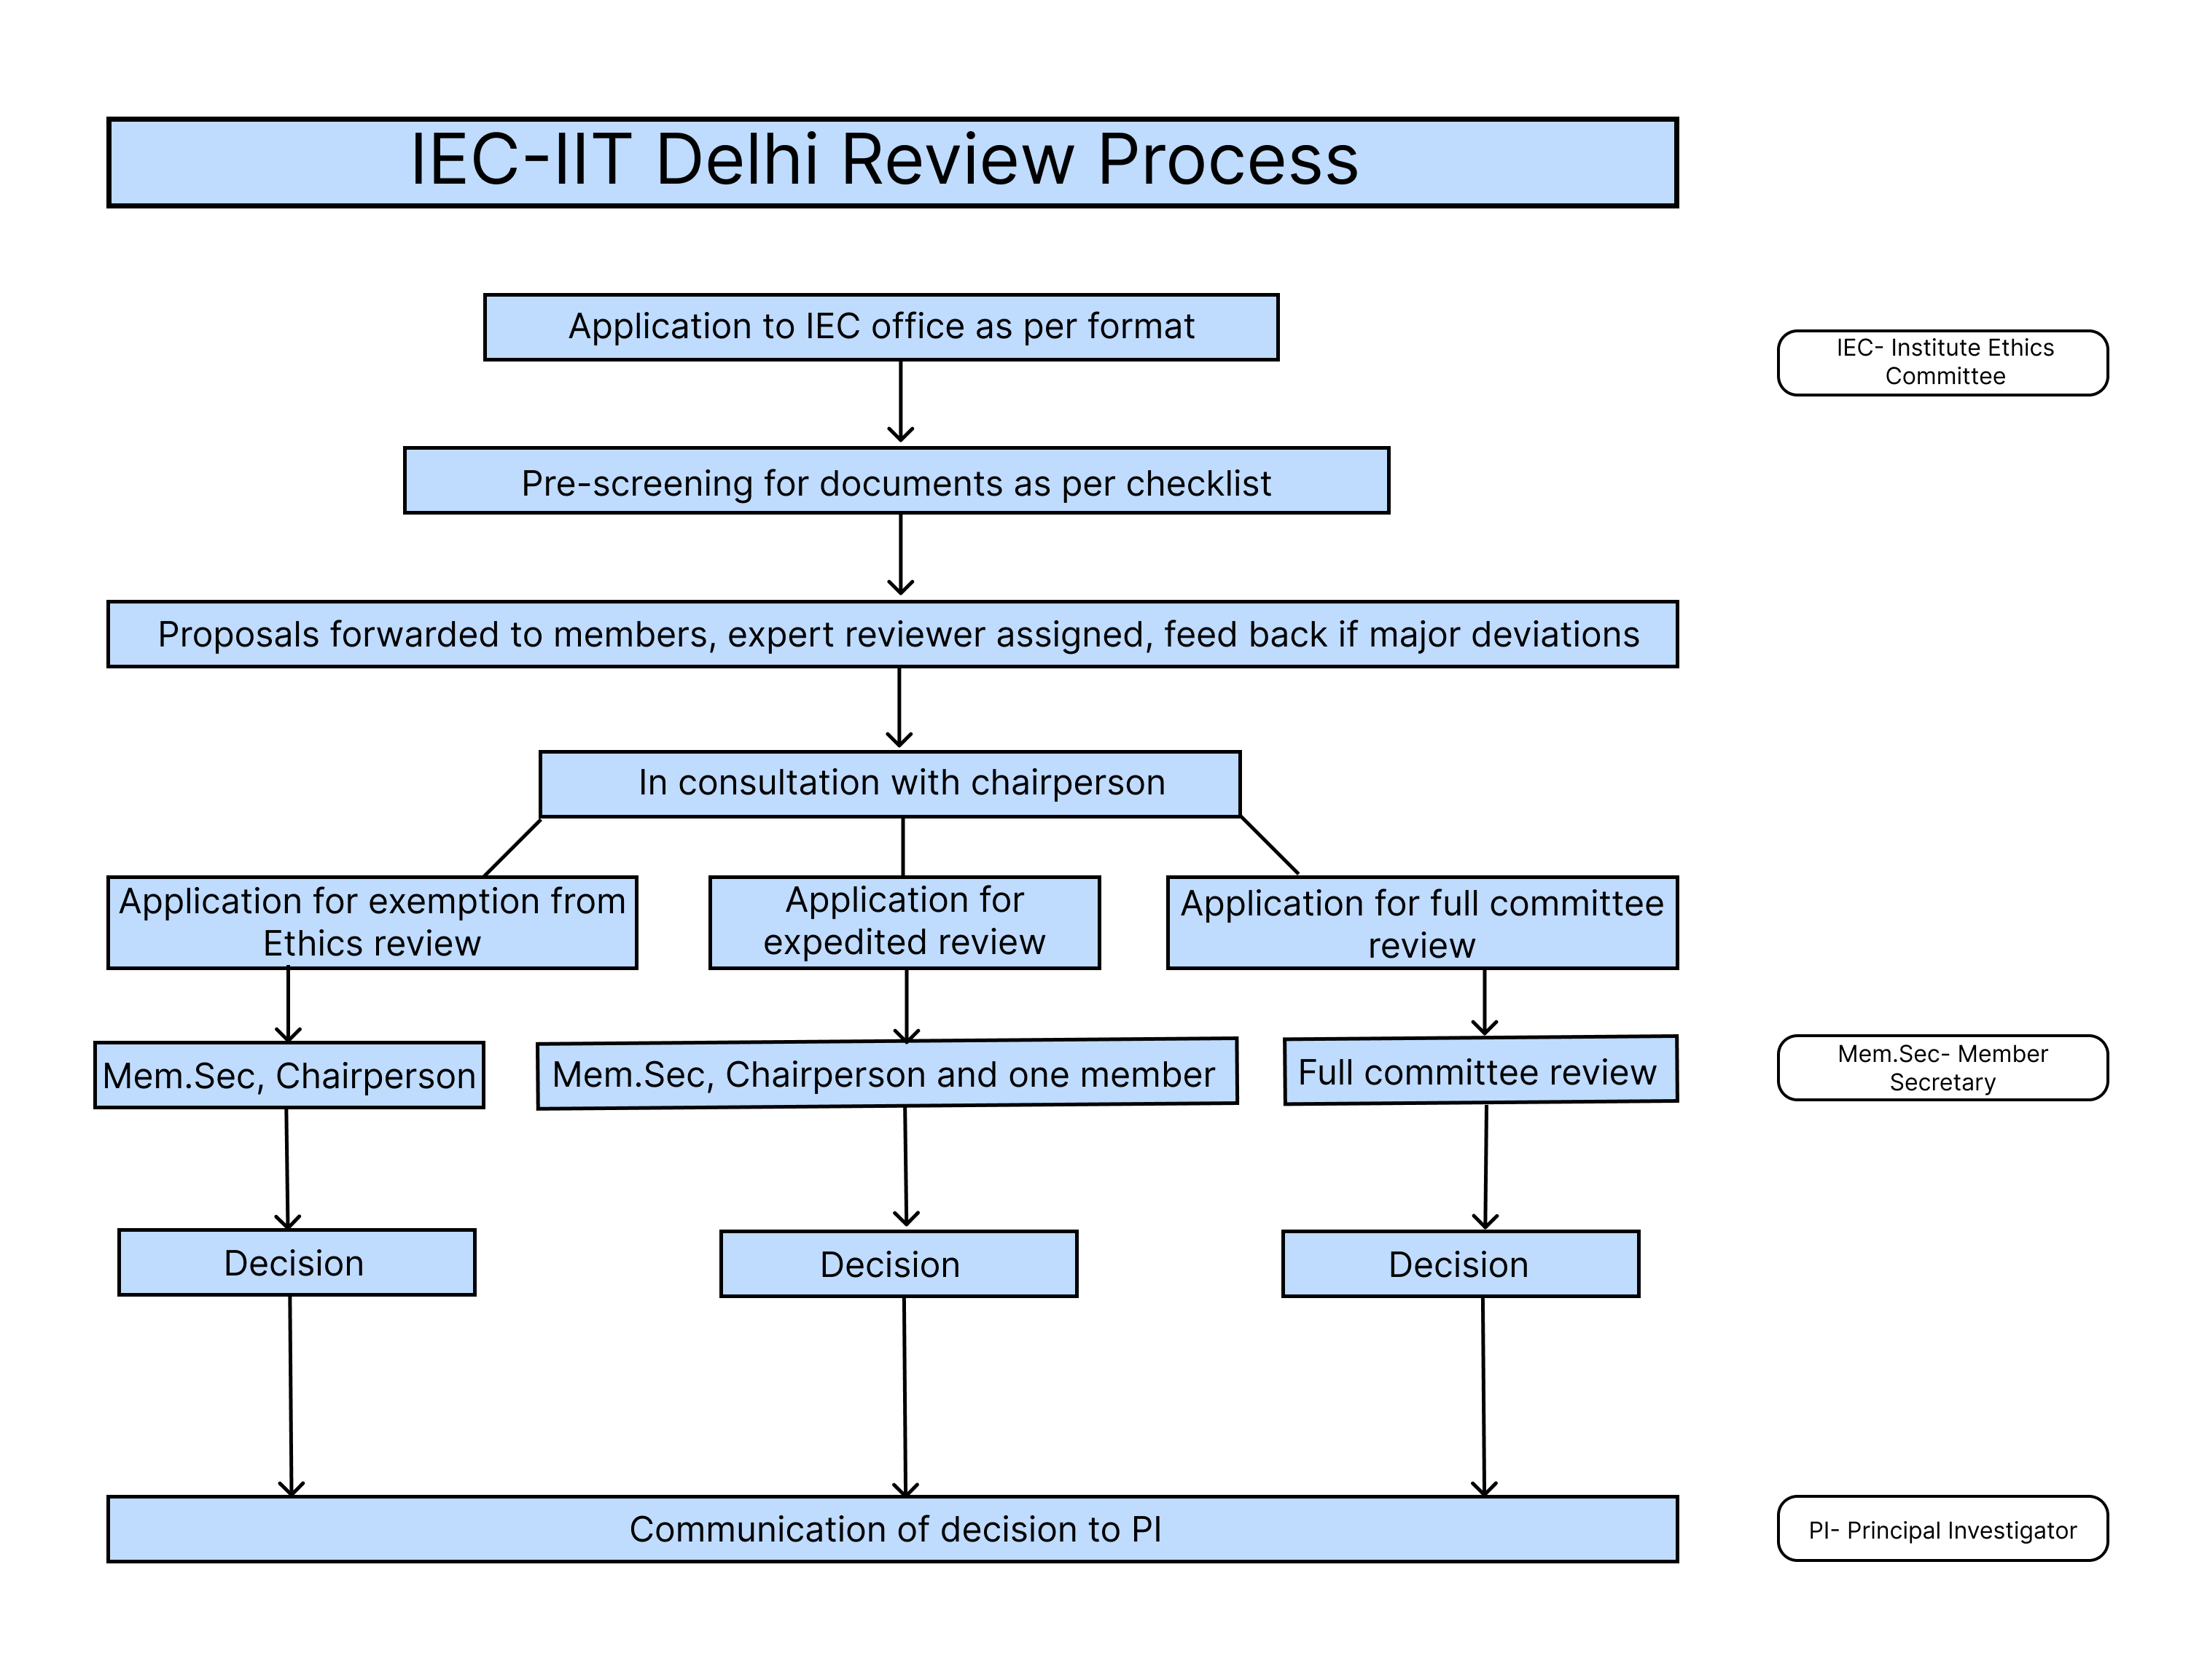 IEC-IIT Delhi Review Process
Application to IEC office as per format
IEC- Institute Ethics
Committee
Pre-screening for documents as per checklist
Proposals forwarded to members, expert reviewer assigned, feed back if major deviations
In consultation with chairperson
Application for exemption from
Ethics review
Application for
expedited review
Application for full committee
review
Mem.Sec, Chairperson
Mem.Sec, Chairperson and one member
Full committee review
Mem.Sec- Member
Secretary
Decision
Decision
Decision
Communication of decision to PI
PI- Principal Investigator